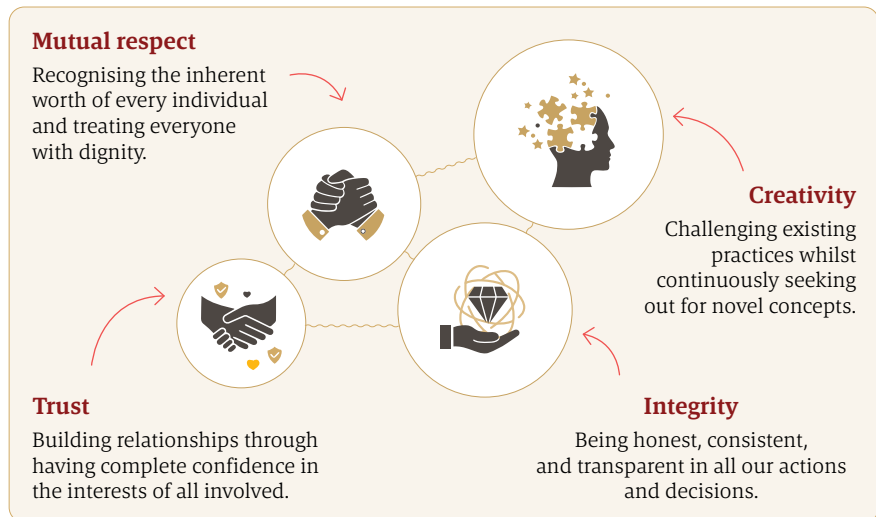 Mutual respect
Recognising the inherent
worth of every individual
and treating everyone
with dignity.
Creativity
Challenging existing
practices whilst
continuously seeking
out for novel concepts.
Trust
Building relationships through
having complete confidence in
the interests of all involved.
Integrity
Being honest, consistent,
and transparent in all our actions
and decisions.